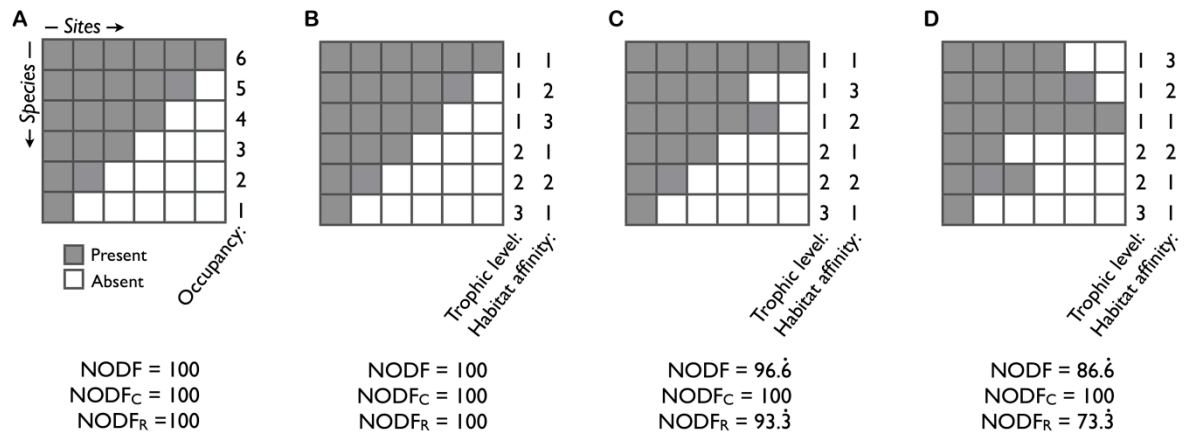 A
– Sites →
← Species –
6
5
4
3
2
1
Occupancy:
Present
Absent
NODF = 100
NODFC = 100
NODFR =100
B
1 1
1 2
1 3
2 1
2 2
3 1
Trophic level:
Habitat affinity:
NODF = 100
NODFC = 100
NODFR = 100
C
1 1
1 3
1 2
2 1
2 2
3 1
Trophic level:
Habitat affinity:
NODF = 96.6̇
NODFC = 100
NODFR = 93.3̇
D
1 3
1 2
1 1
2 2
2 1
3 1
Trophic level:
Habitat affinity:
NODF = 86.6̇
NODFC = 100
NODFR = 73.3̇